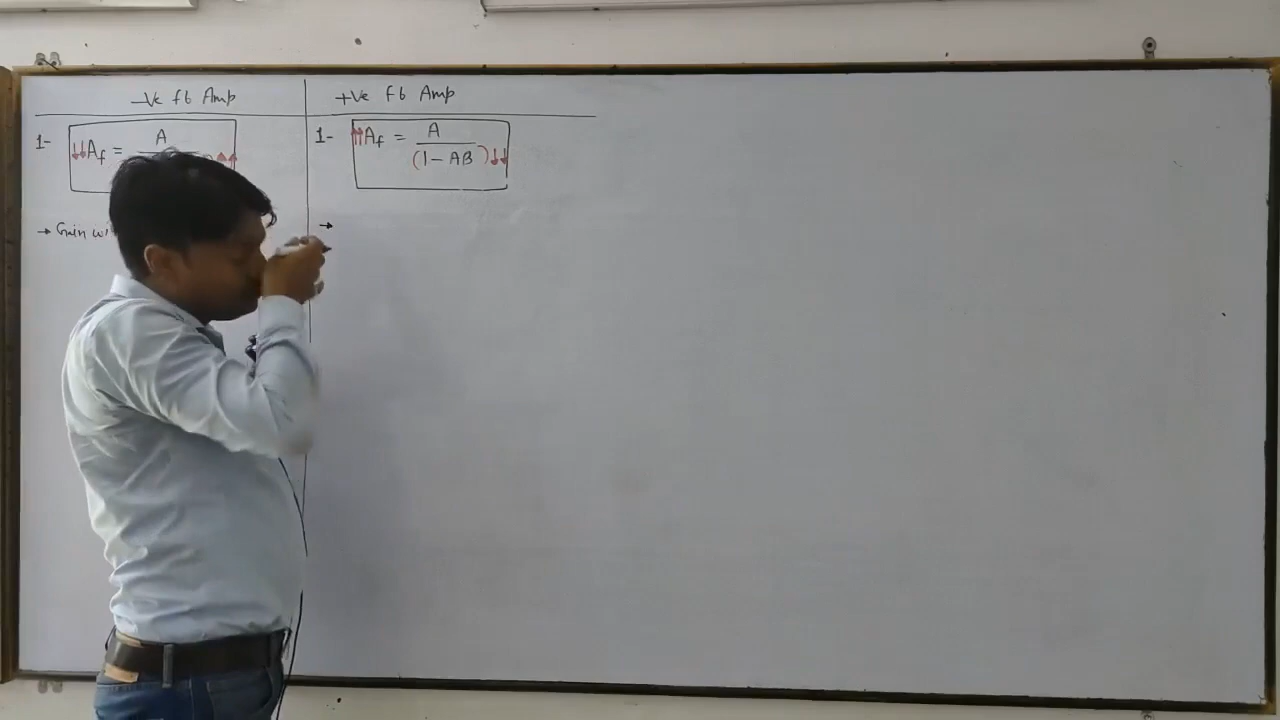 -Ve fb Amp
+Ve fb Amp
1- ↓↓Af = A
1- ↑↑Af = A / (1 - AB)↓↓
→ Gain
→